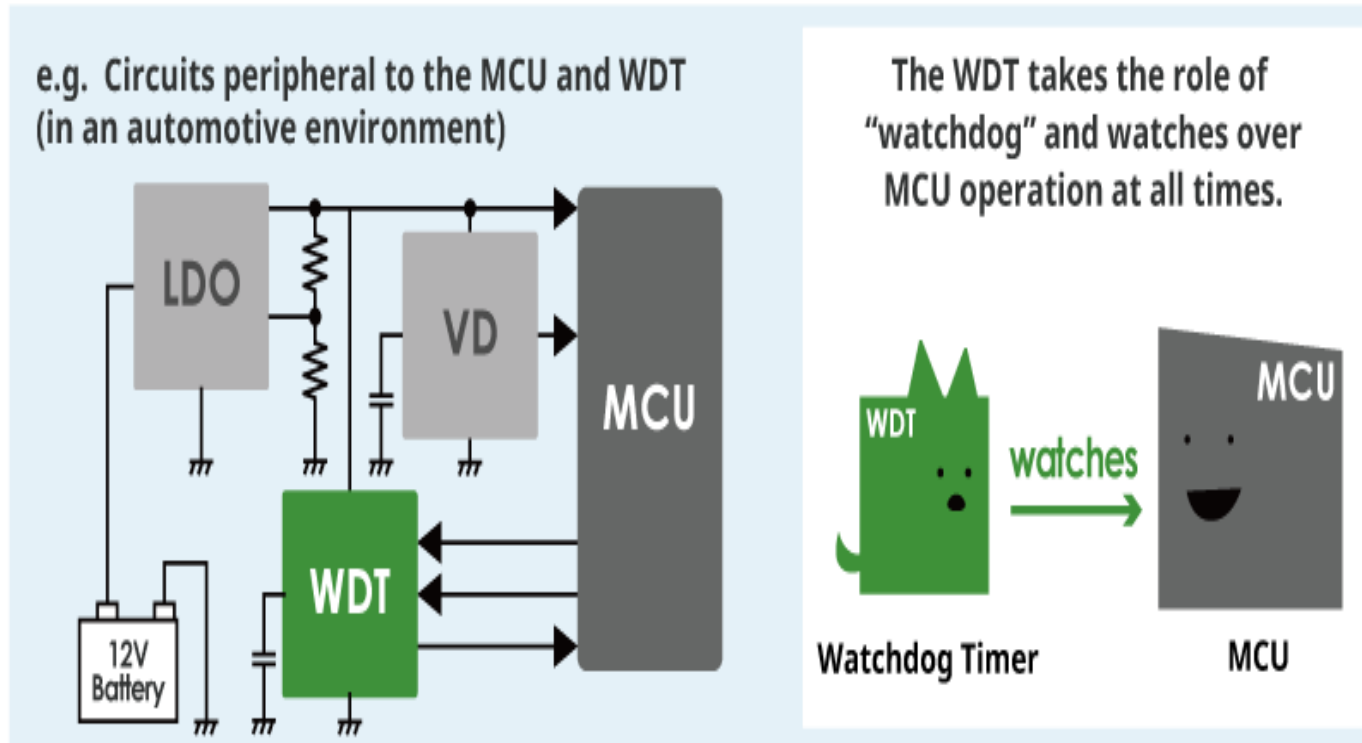 e.g. Circuits peripheral to the MCU and WDT
(in an automotive environment)
LDO
VD
MCU
WDT
12V
Battery
The WDT takes the role of
“watchdog” and watches over
MCU operation at all times.
WDT
watches
MCU
Watchdog Timer
MCU